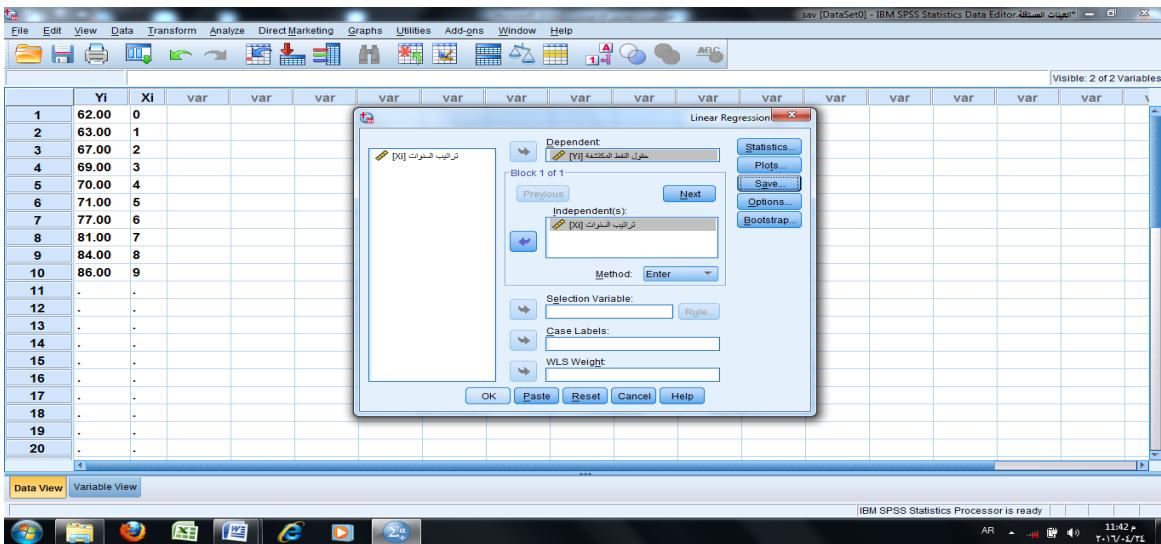 *العينات المستقلة.sav [DataSet0] - IBM SPSS Statistics Data Editor
File Edit View Data Transform Analyze Direct Marketing Graphs Utilities Add-ons Window Help
Visible: 2 of 2 Variables
Yi Xi var var var var var var var var var var var var var
1 62.00 0
2 63.00 1
3 67.00 2
4 69.00 3
5 70.00 4
6 71.00 5
7 77.00 6
8 81.00 7
9 84.00 8
10 86.00 9
11 . .
12 . .
13 . .
14 . .
15 . .
16 . .
17 . .
18 . .
19 . .
20 . .
Linear Regression
تراتيب السنوات [Xi]
Dependent:
حقول النفط المكتشفة [Yi]
Block 1 of 1
Previous
Next
Independent(s):
تراتيب السنوات [Xi]
Method: Enter
Selection Variable:
Rule...
Case Labels:
WLS Weight:
Statistics...
Plots...
Save...
Options...
Bootstrap...
OK Paste Reset Cancel Help
Data View Variable View
IBM SPSS Statistics Processor is ready
AR
11:42 م
٢٠١٦/٠٤/٢٤